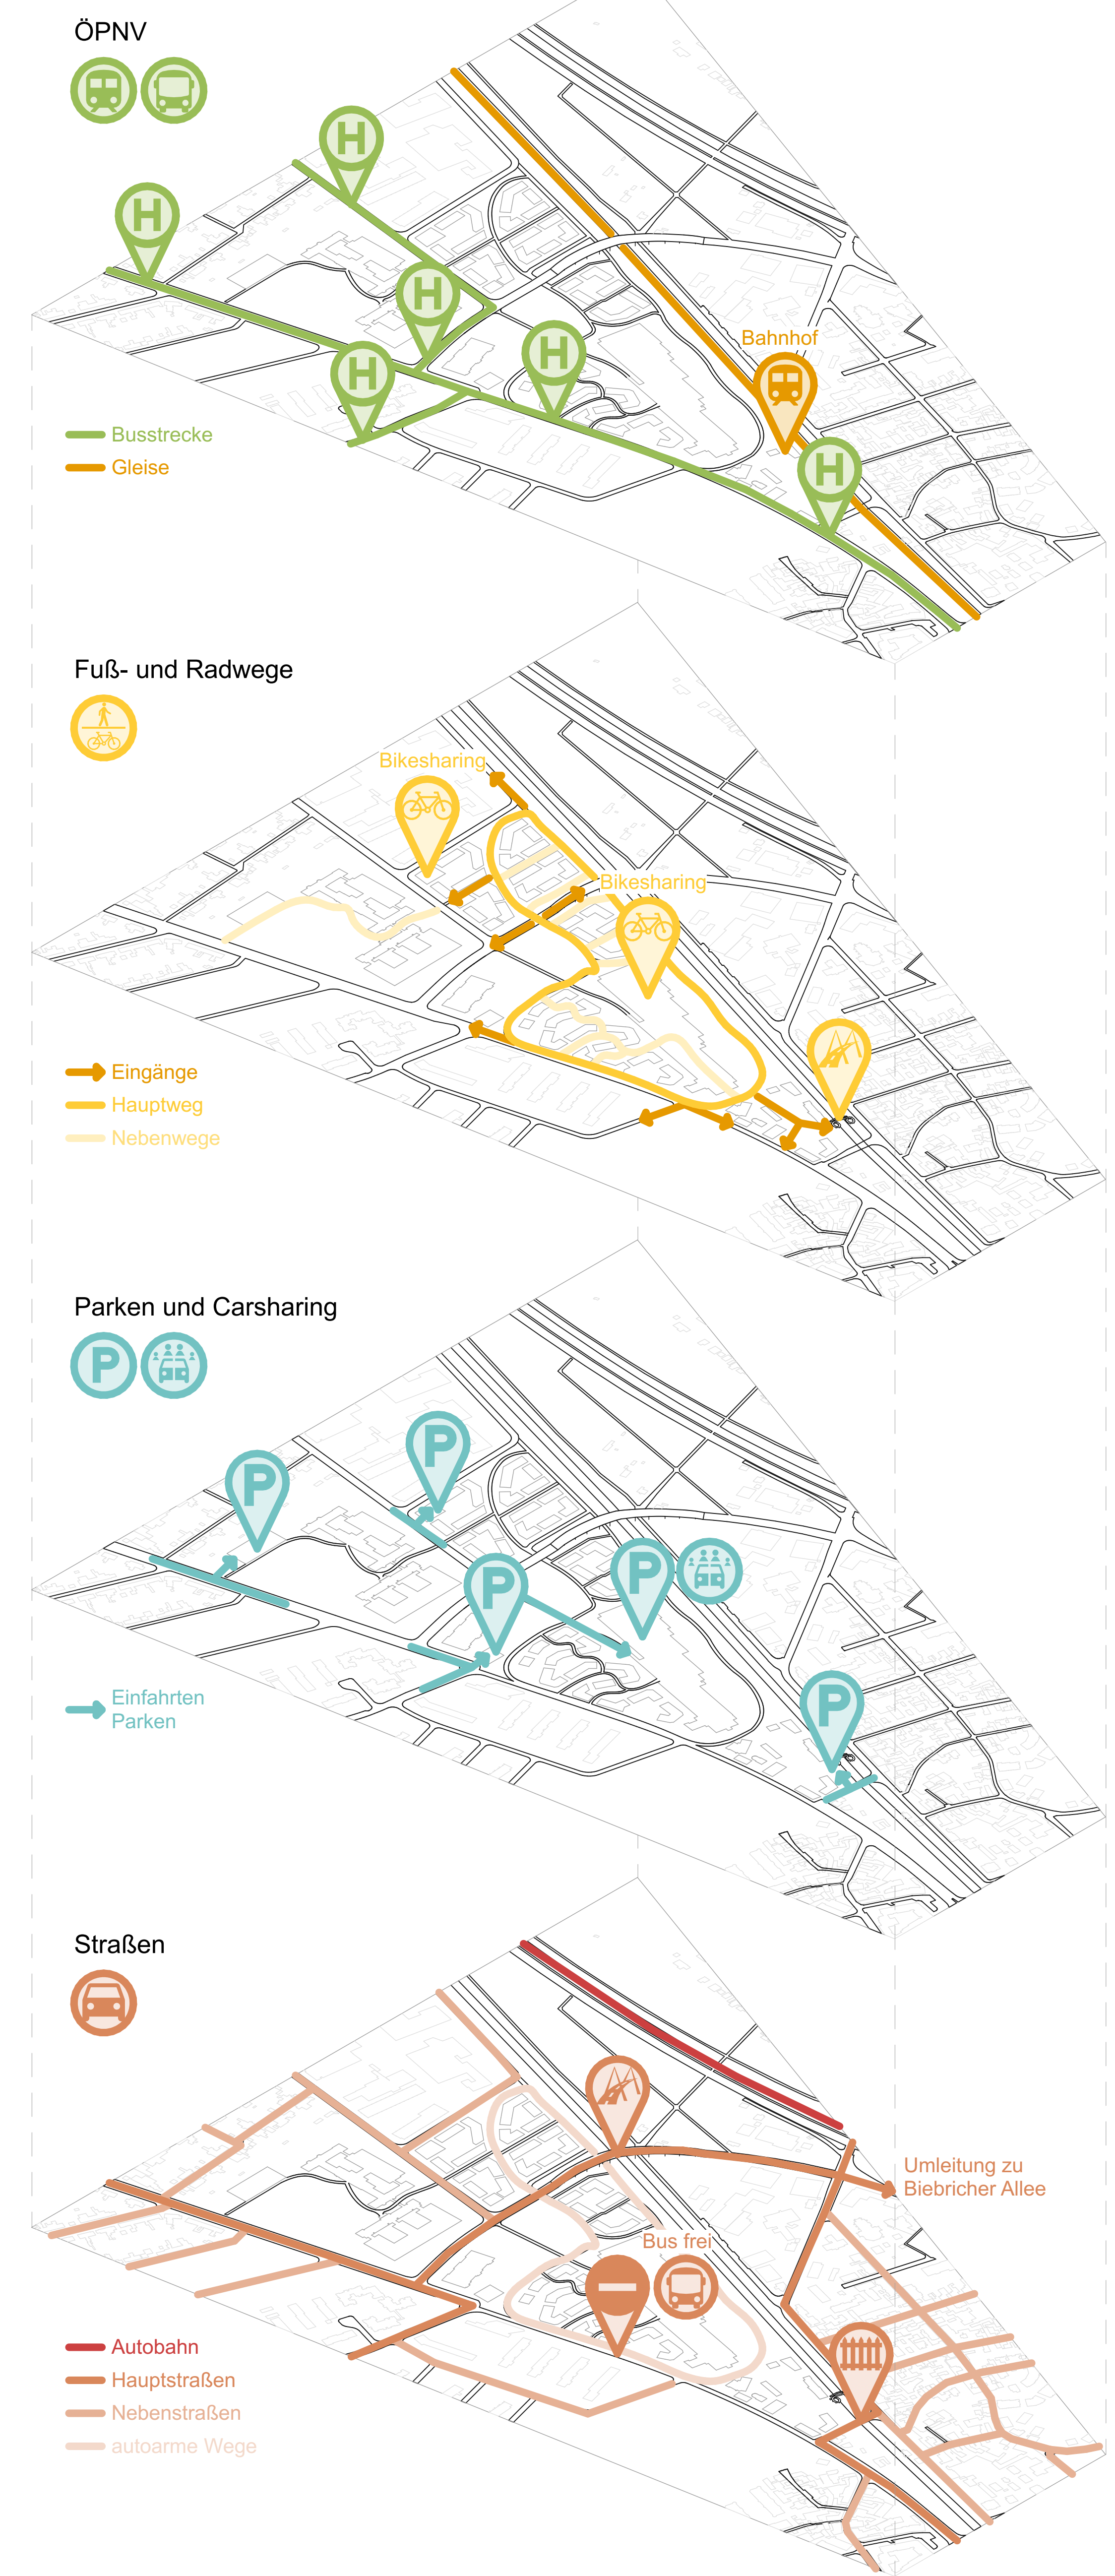 ÖPNV
H
H
H
H
H
H
Bahnhof
Busstrecke
Gleise
Fuß- und Radwege
Bikesharing
Bikesharing
Eingänge
Hauptweg
Nebenwege
Parken und Carsharing
P
P
P
P
P
P
Einfahrten
Parken
Straßen
Umleitung zu
Biebricher Allee
Bus frei
Autobahn
Hauptstraßen
Nebenstraßen
autoarme Wege